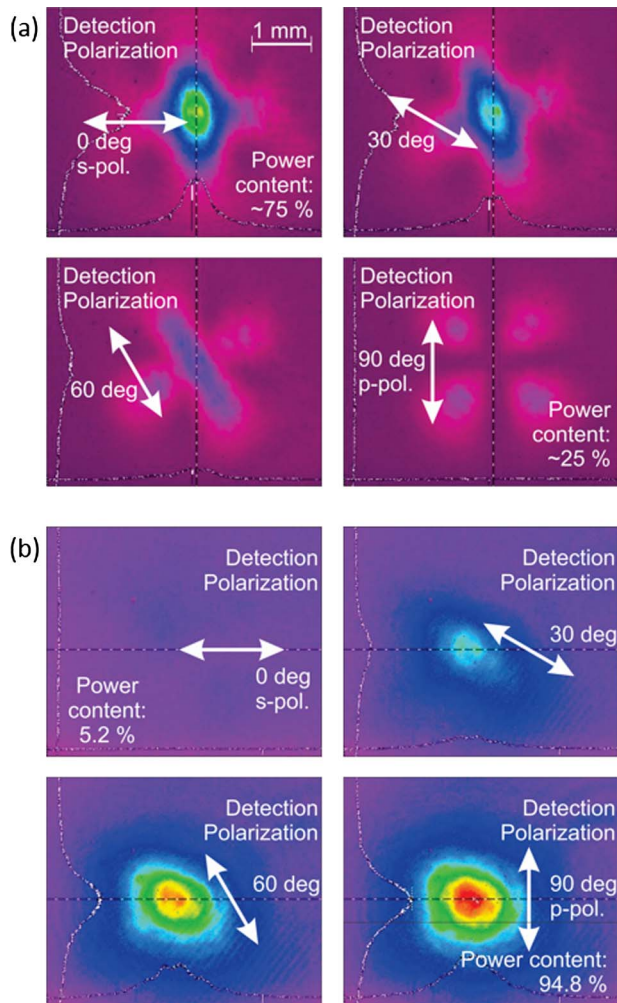 (a)
Detection
Polarization
1 mm
0 deg
s-pol.
Power
content:
~75 %
Detection
Polarization
30 deg
Detection
Polarization
60 deg
Detection
Polarization
90 deg
p-pol.
Power
content:
~25 %
(b)
Detection
Polarization
0 deg
s-pol.
Power
content:
5.2 %
Detection
Polarization
30 deg
Detection
Polarization
60 deg
Detection
Polarization
90 deg
p-pol.
Power content:
94.8 %